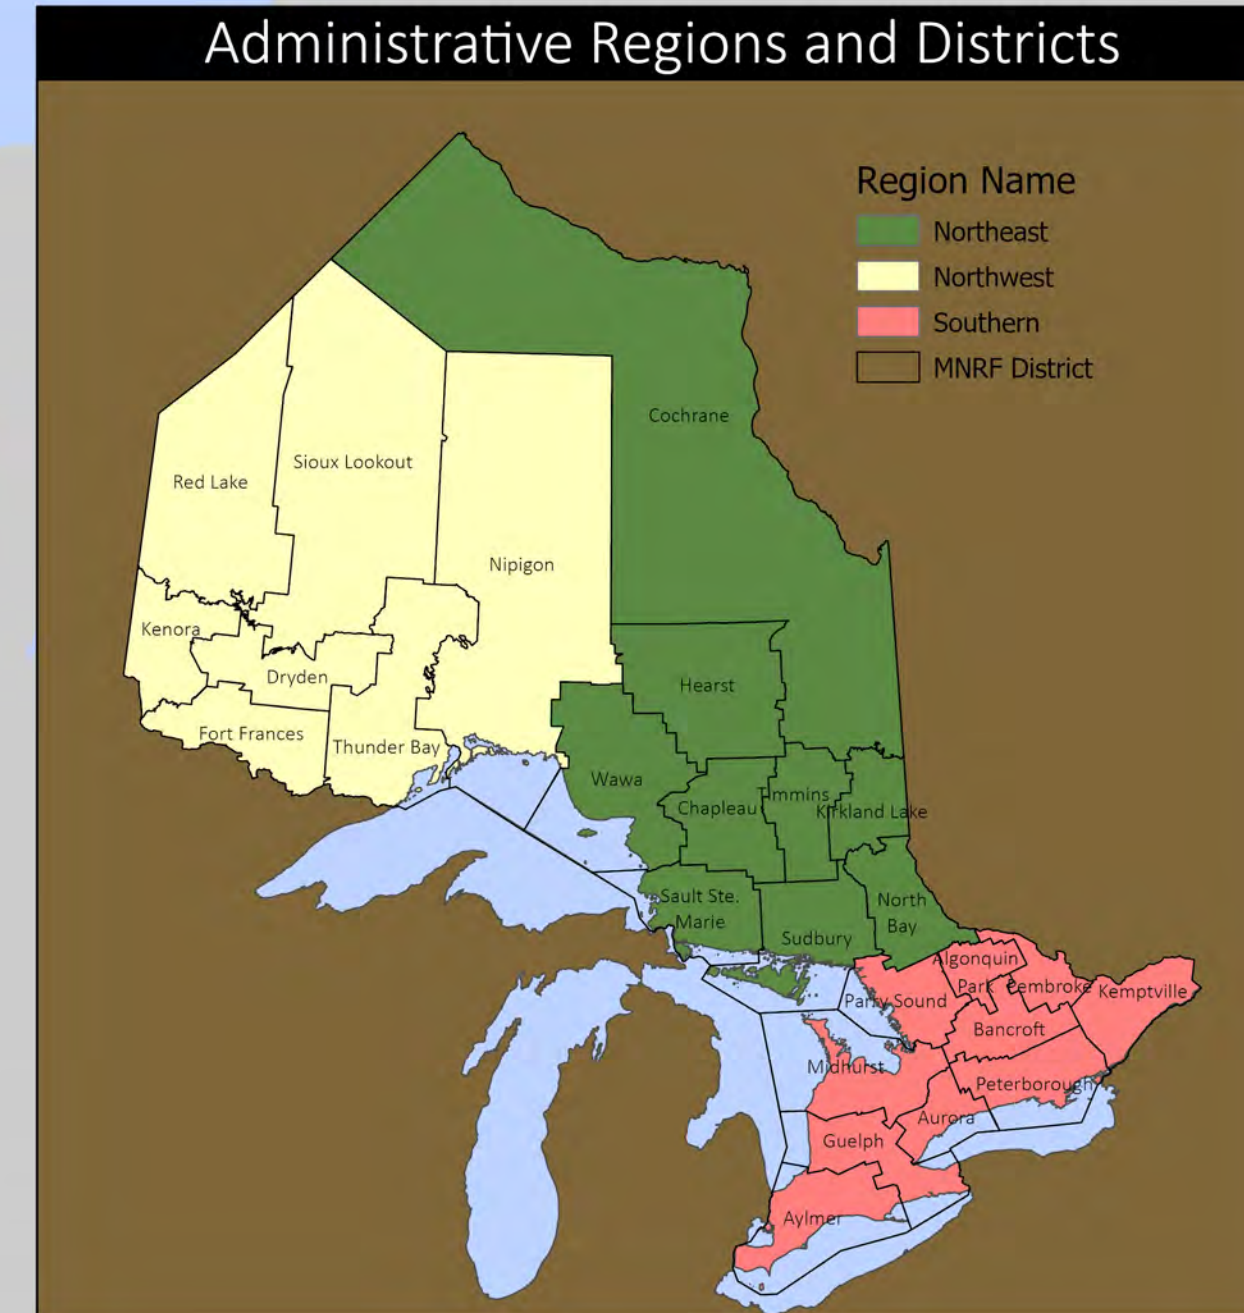 Administrative Regions and Districts
Region Name
Northeast
Northwest
Southern
MNRF District
Cochrane
Sioux Lookout
Red Lake
Nipigon
Kenora
Dryden
Hearst
Fort Frances
Thunder Bay
Wawa
Timmins
Chapleau
Kirkland Lake
Sault Ste.
Marie
North
Bay
Sudbury
Algonquin
Park
Pembroke
Kemptville
Parry Sound
Bancroft
Midhurst
Peterborough
Aurora
Guelph
Aylmer